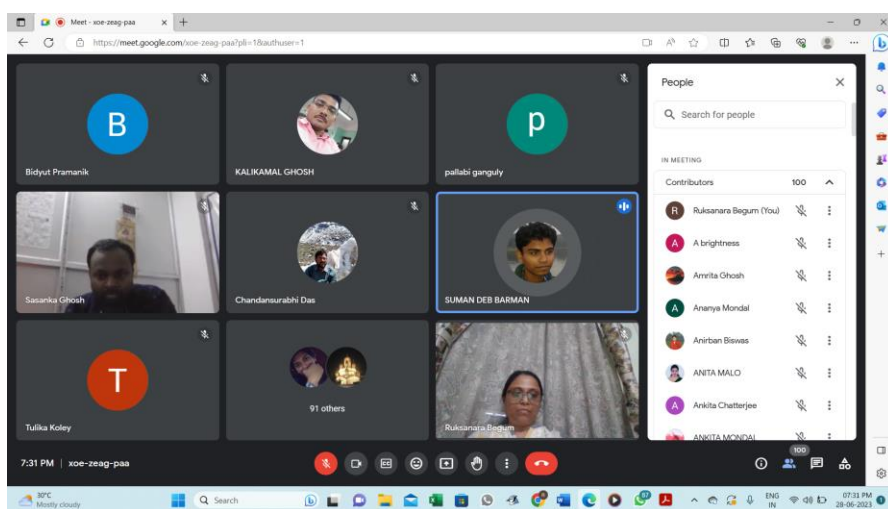 Meet - xoe-zeag-paa
https://meet.google.com/xoe-zeag-paa?pli=1&authuser=1
B
Bidyut Pramanik
KALIKAMAL GHOSH
p
pallabi ganguly
Sasanka Ghosh
Chandansurabhi Das
SUMAN DEB BARMAN
T
Tulika Koley
91 others
Ruksanara Begum
People
Search for people
IN MEETING
Contributors 100
R Ruksanara Begum (You)
A A brightness
Amrita Ghosh
A Ananya Mondal
Anirban Biswas
ANITA MALO
A Ankita Chatterjee
ANKITA MONDAL
7:31 PM | xoe-zeag-paa
CC
100
30°C
Mostly cloudy
Search
ENG
IN
07:31 PM
28-06-2023